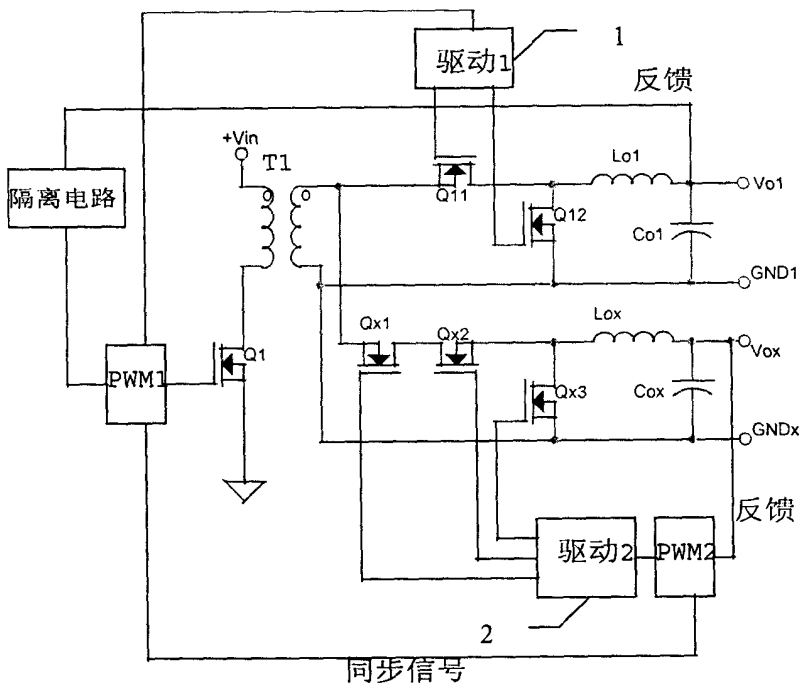 1
驱动1
反馈
+Vin
T1
Lo1
隔离电路
Q11
Vo1
Q12
Co1
GND1
Qx1
Qx2
Lox
Q1
Vox
PWM1
Qx3
Cox
GNDx
反馈
驱动2
PWM2
2
同步信号